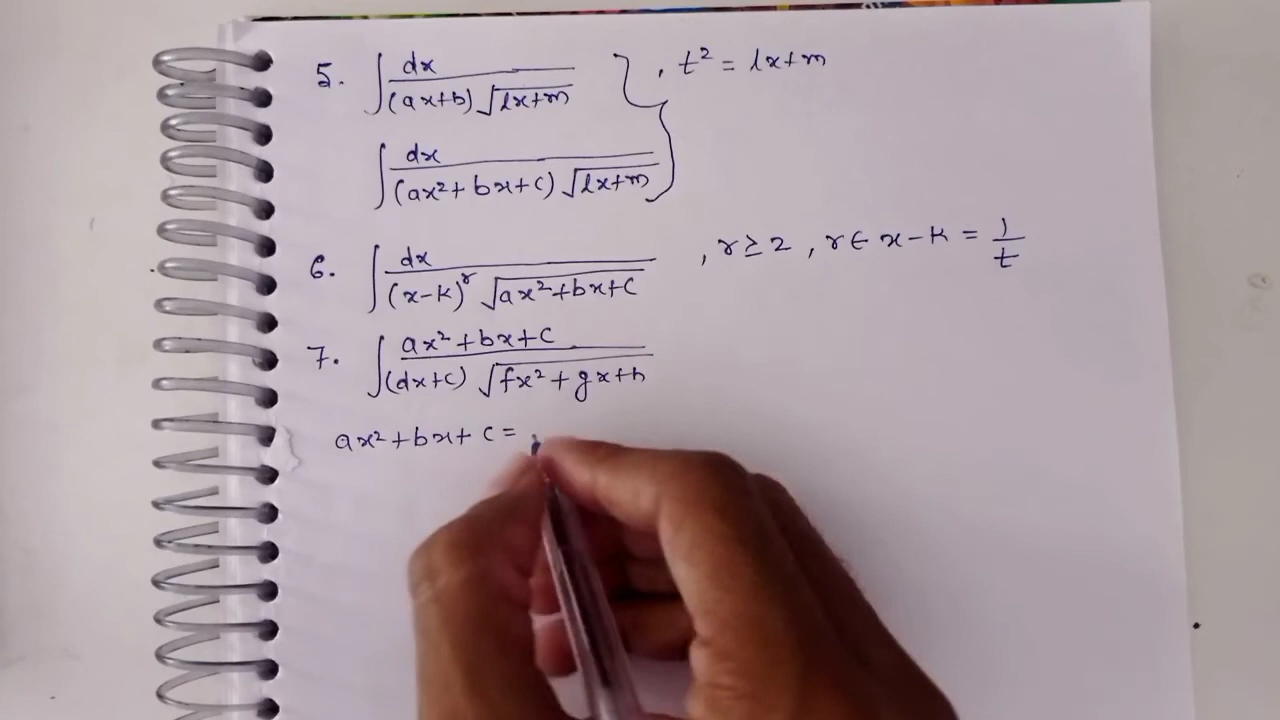 5. ∫ dx / (ax+b) √lx+m , t² = lx+m
∫ dx / (ax²+bx+c) √lx+m
6. ∫ dx / (x-k)^r √ax²+bx+c , r ≥ 2 , r ∈ x-k = 1/t
7. ∫ ax²+bx+c / (dx+c) √fx²+gx+h
ax²+bx+c =